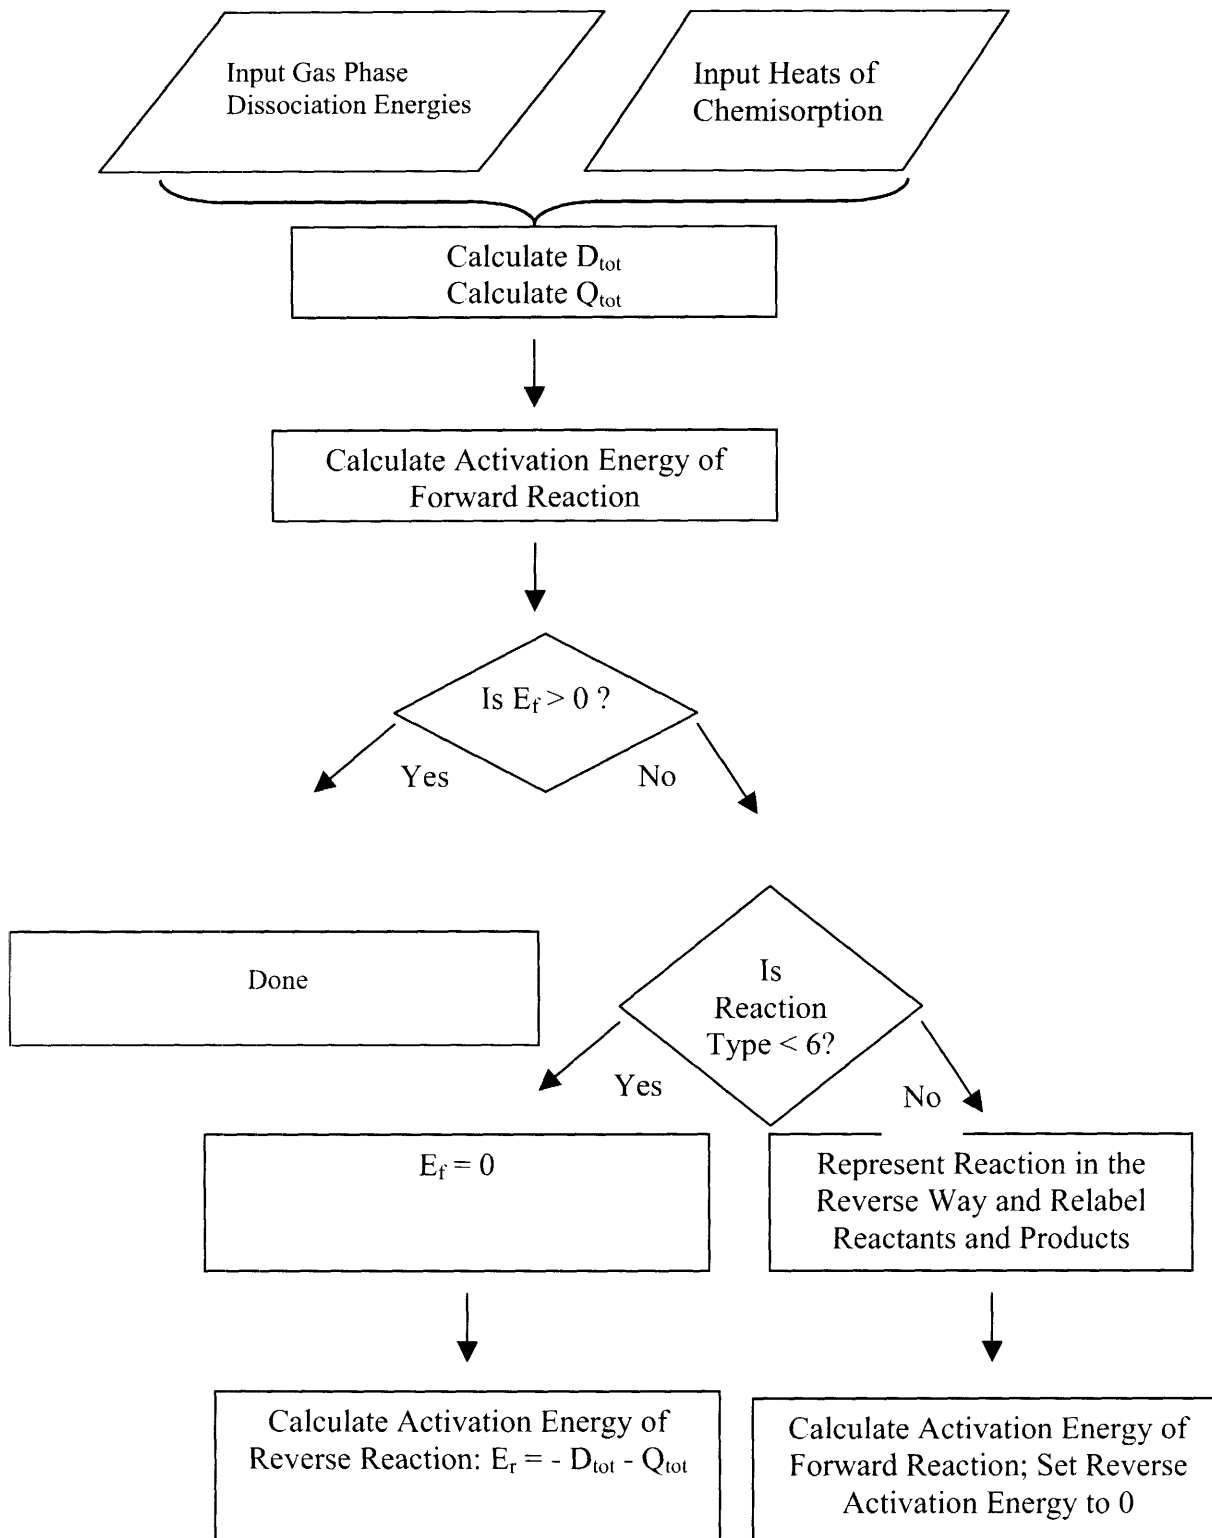 Input Gas Phase
Dissociation Energies
Input Heats of
Chemisorption
Calculate D_tot
Calculate Q_tot
Calculate Activation Energy of
Forward Reaction
Is E_f > 0 ?
Yes
No
Done
Is
Reaction
Type < 6?
Yes
No
E_f = 0
Represent Reaction in the
Reverse Way and Relabel
Reactants and Products
Calculate Activation Energy of
Reverse Reaction: E_r = - D_tot - Q_tot
Calculate Activation Energy of
Forward Reaction; Set Reverse
Activation Energy to 0